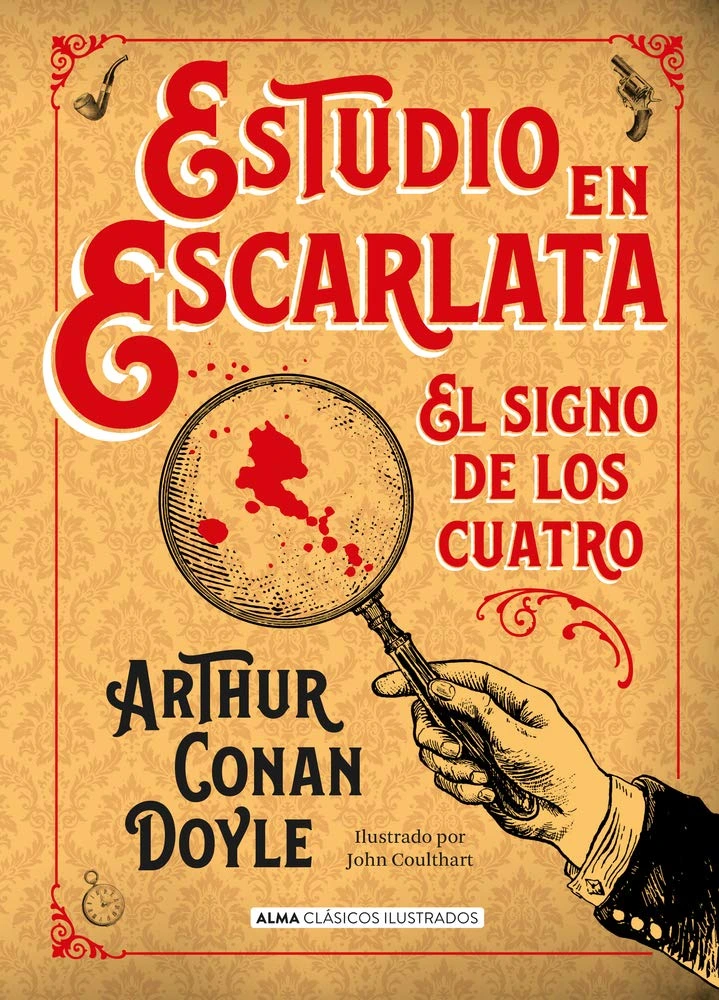 ESTUDIO EN
ESCARLATA
EL SIGNO
DE LOS
CUATRO
ARTHUR
CONAN
DOYLE
Ilustrado por
John Coulthart
ALMA CLÁSICOS ILUSTRADOS